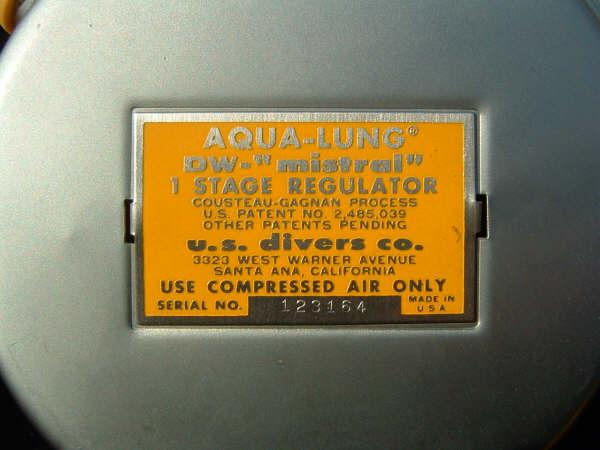 AQUA-LUNG®
DW-"mistral"
1 STAGE REGULATOR
COUSTEAU-GAGNAN PROCESS
U.S. PATENT NO. 2,485,039
OTHER PATENTS PENDING
u.s. divers co.
3323 WEST WARNER AVENUE
SANTA ANA, CALIFORNIA
USE COMPRESSED AIR ONLY
SERIAL NO. 123164 MADE IN
USA